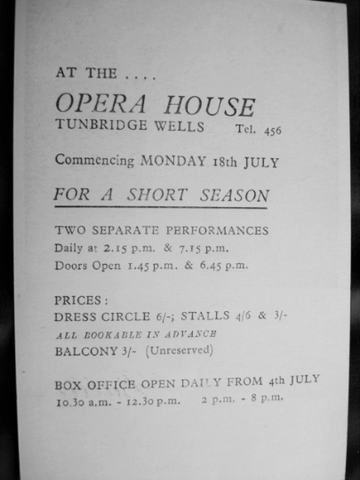 AT THE ....
OPERA HOUSE
TUNBRIDGE WELLS Tel. 456
Commencing MONDAY 18th JULY
FOR A SHORT SEASON
TWO SEPARATE PERFORMANCES
Daily at 2.15 p.m. & 7.15 p.m.
Doors Open 1.45 p.m. & 6.45 p.m.
PRICES :
DRESS CIRCLE 6/-; STALLS 4/6 & 3/-
ALL BOOKABLE IN ADVANCE
BALCONY 3/- (Unreserved)
BOX OFFICE OPEN DAILY FROM 4th JULY
10.30 a.m. - 12.30 p.m. 2 p.m. - 8 p.m.